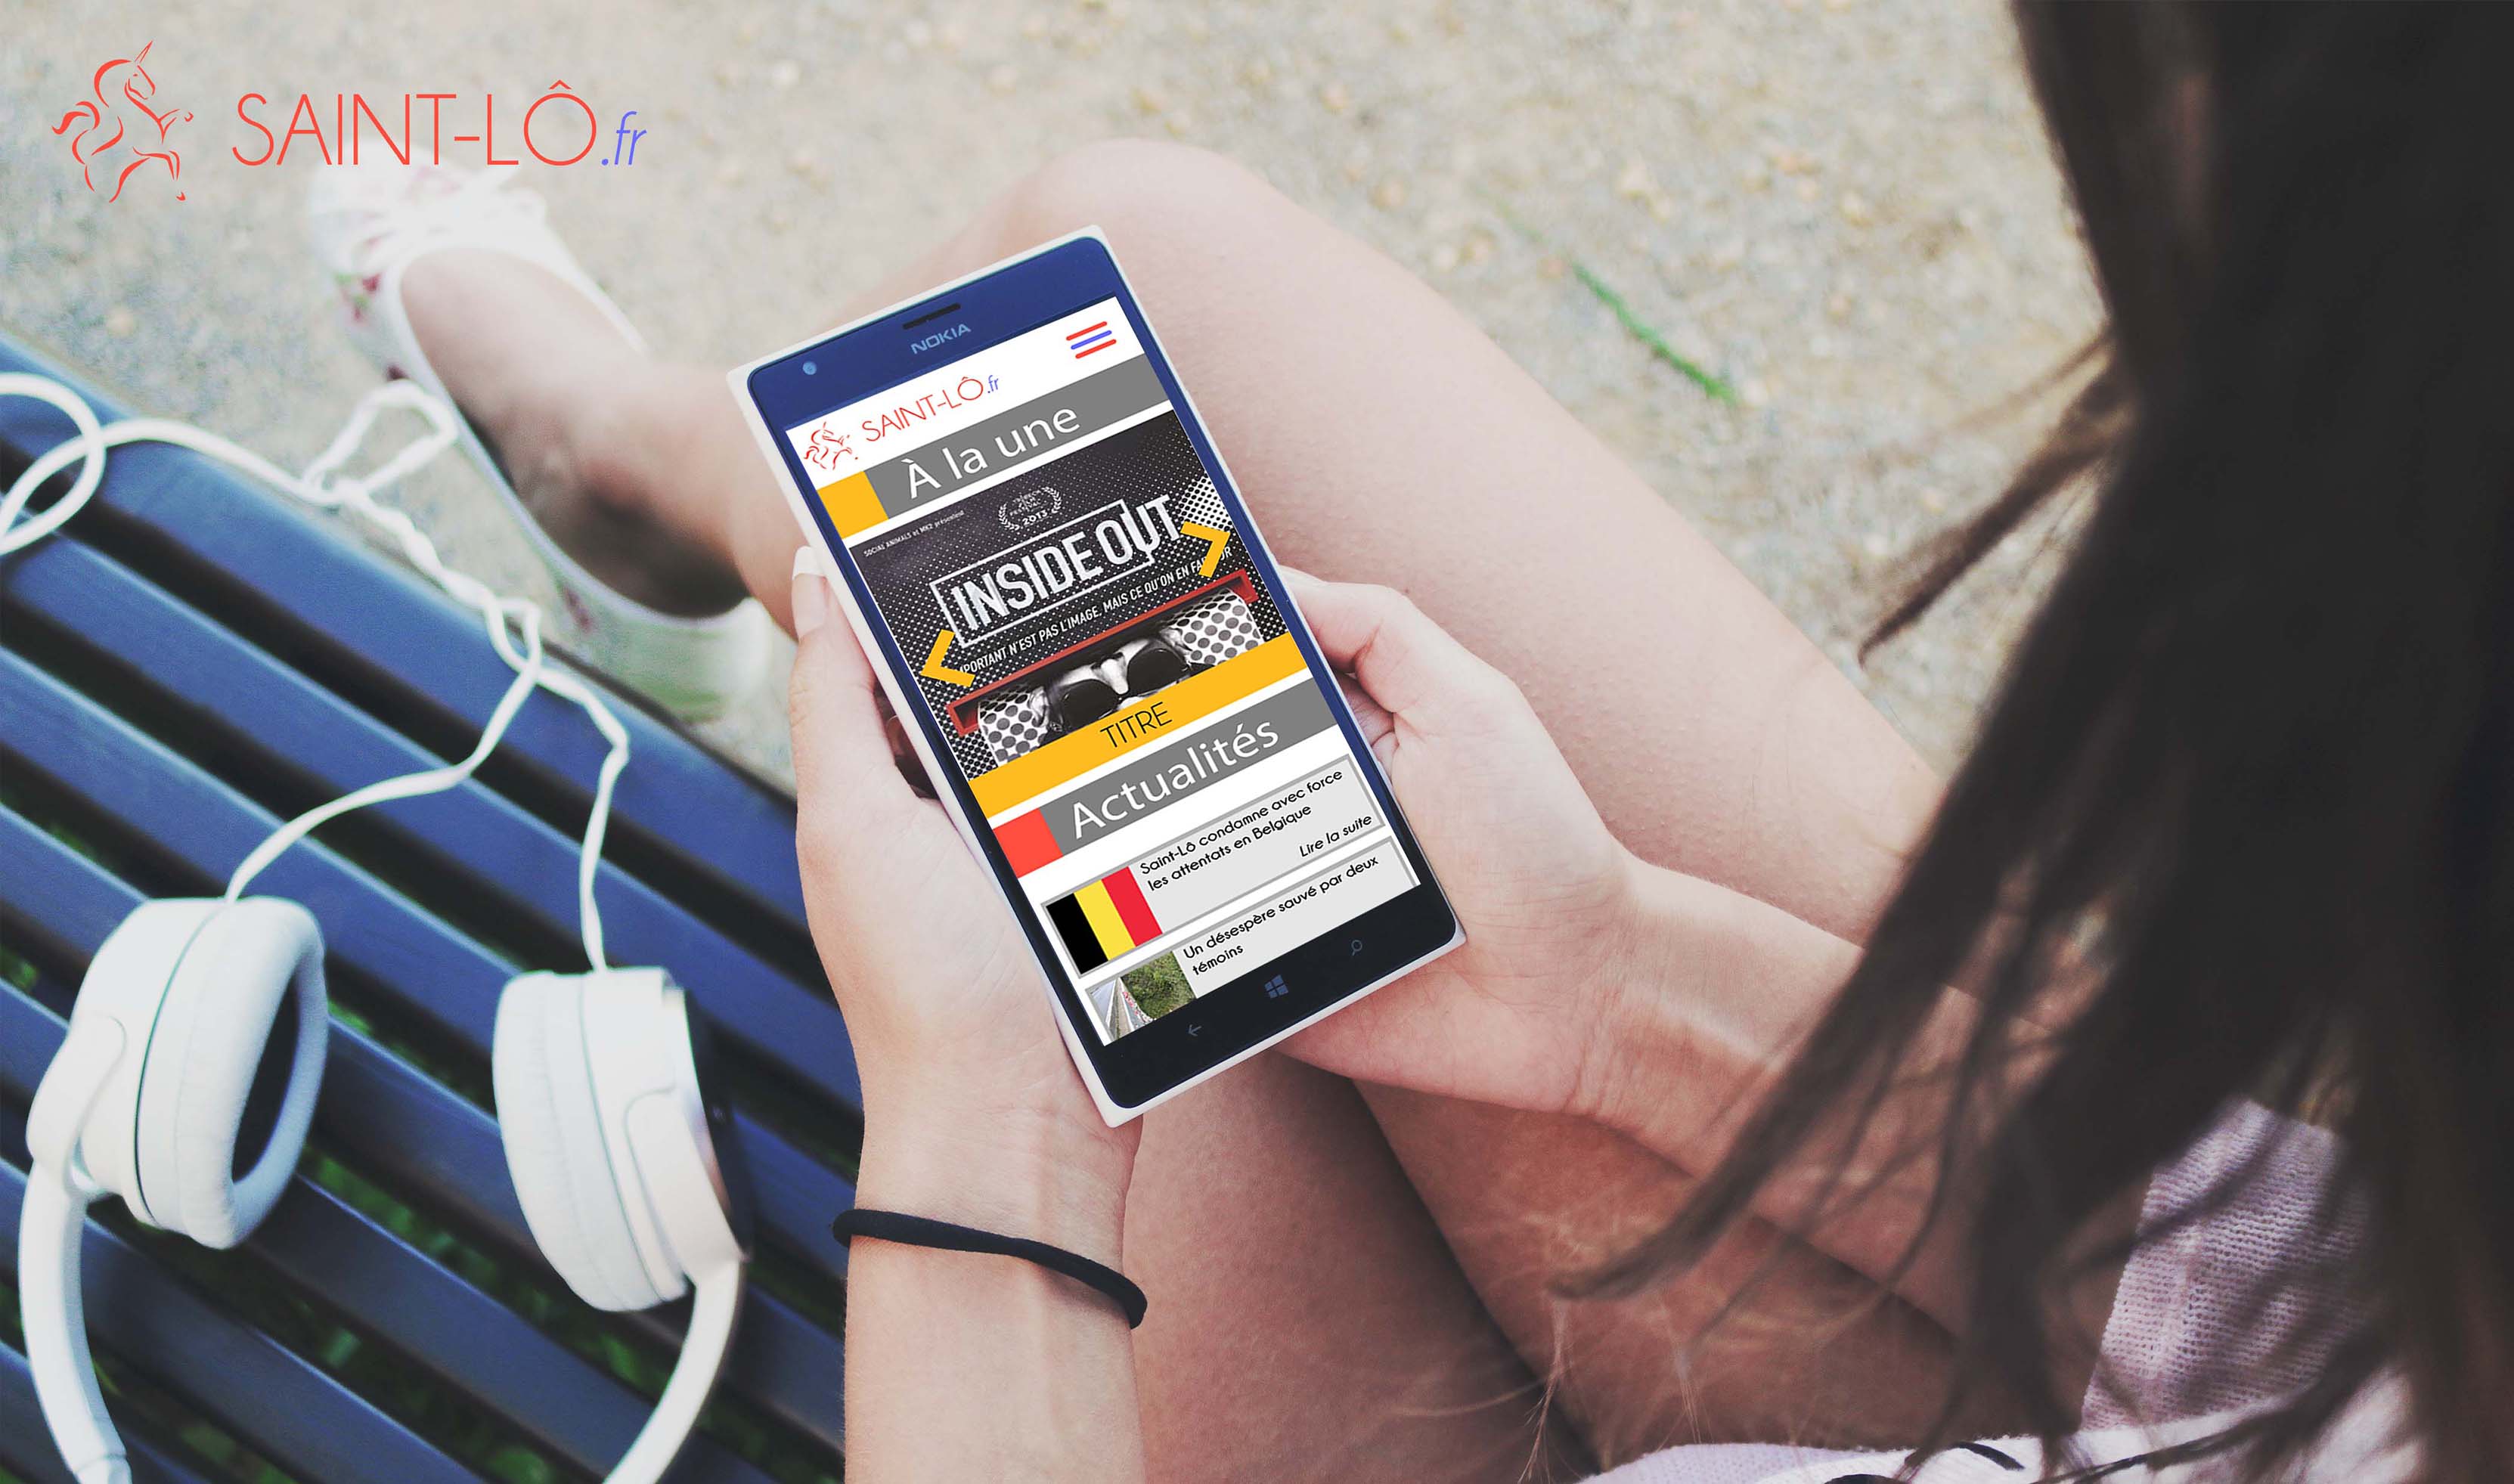 SAINT-LÔ.fr
NOKIA
SAINT-LÔ.fr
À la une
SOCIAL ANIMALS et MK2 présentent
2013
INSIDE OUT
PORTANT N'EST PAS L'IMAGE, MAIS CE QU'ON EN FA
TITRE
Actualités
Saint-Lô condamne avec force
les attentats en Belgique
Lire la suite
Un désespère sauvé par deux
témoins